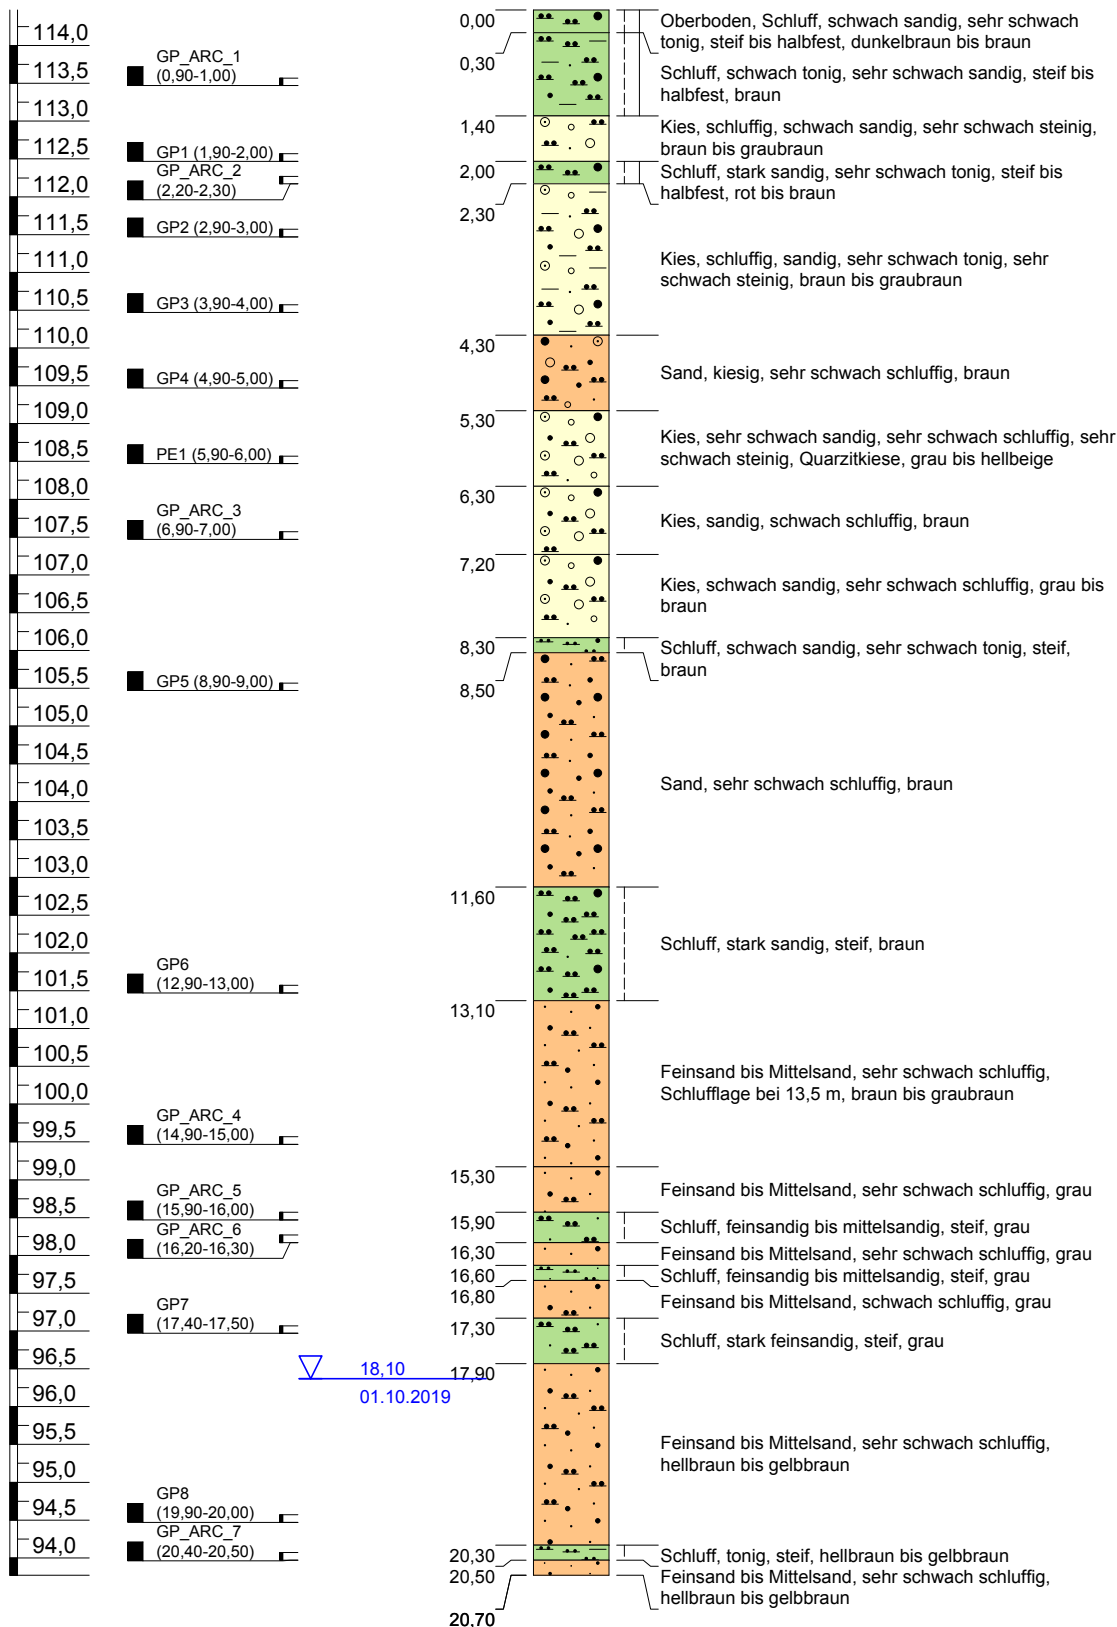 114,0
113,5
113,0
112,5
112,0
111,5
111,0
110,5
110,0
109,5
109,0
108,5
108,0
107,5
107,0
106,5
106,0
105,5
105,0
104,5
104,0
103,5
103,0
102,5
102,0
101,5
101,0
100,5
100,0
99,5
99,0
98,5
98,0
97,5
97,0
96,5
96,0
95,5
95,0
94,5
94,0
GP_ARC_1
(0,90-1,00)
GP1 (1,90-2,00)
GP_ARC_2
(2,20-2,30)
GP2 (2,90-3,00)
GP3 (3,90-4,00)
GP4 (4,90-5,00)
PE1 (5,90-6,00)
GP_ARC_3
(6,90-7,00)
GP5 (8,90-9,00)
GP6
(12,90-13,00)
GP_ARC_4
(14,90-15,00)
GP_ARC_5
(15,90-16,00)
GP_ARC_6
(16,20-16,30)
GP7
(17,40-17,50)
GP8
(19,90-20,00)
GP_ARC_7
(20,40-20,50)
18,10
01.10.2019
0,00
0,30
1,40
2,00
2,30
4,30
5,30
6,30
7,20
8,30
8,50
11,60
13,10
15,30
15,90
16,30
16,60
16,80
17,30
17,90
20,30
20,50
20,70
Oberboden, Schluff, schwach sandig, sehr schwach
tonig, steif bis halbfest, dunkelbraun bis braun
Schluff, schwach tonig, sehr schwach sandig, steif bis
halbfest, braun
Kies, schluffig, schwach sandig, sehr schwach steinig,
braun bis graubraun
Schluff, stark sandig, sehr schwach tonig, steif bis
halbfest, rot bis braun
Kies, schluffig, sandig, sehr schwach tonig, sehr
schwach steinig, braun bis graubraun
Sand, kiesig, sehr schwach schluffig, braun
Kies, sehr schwach sandig, sehr schwach schluffig, sehr
schwach steinig, Quarzitkiese, grau bis hellbeige
Kies, sandig, schwach schluffig, braun
Kies, schwach sandig, sehr schwach schluffig, grau bis
braun
Schluff, schwach sandig, sehr schwach tonig, steif,
braun
Sand, sehr schwach schluffig, braun
Schluff, stark sandig, steif, braun
Feinsand bis Mittelsand, sehr schwach schluffig,
Schlufflage bei 13,5 m, braun bis graubraun
Feinsand bis Mittelsand, sehr schwach schluffig, grau
Schluff, feinsandig bis mittelsandig, steif, grau
Feinsand bis Mittelsand, sehr schwach schluffig, grau
Schluff, feinsandig bis mittelsandig, steif, grau
Feinsand bis Mittelsand, schwach schluffig, grau
Schluff, stark feinsandig, steif, grau
Feinsand bis Mittelsand, sehr schwach schluffig,
hellbraun bis gelbbraun
Schluff, tonig, steif, hellbraun bis gelbbraun
Feinsand bis Mittelsand, sehr schwach schluffig,
hellbraun bis gelbbraun